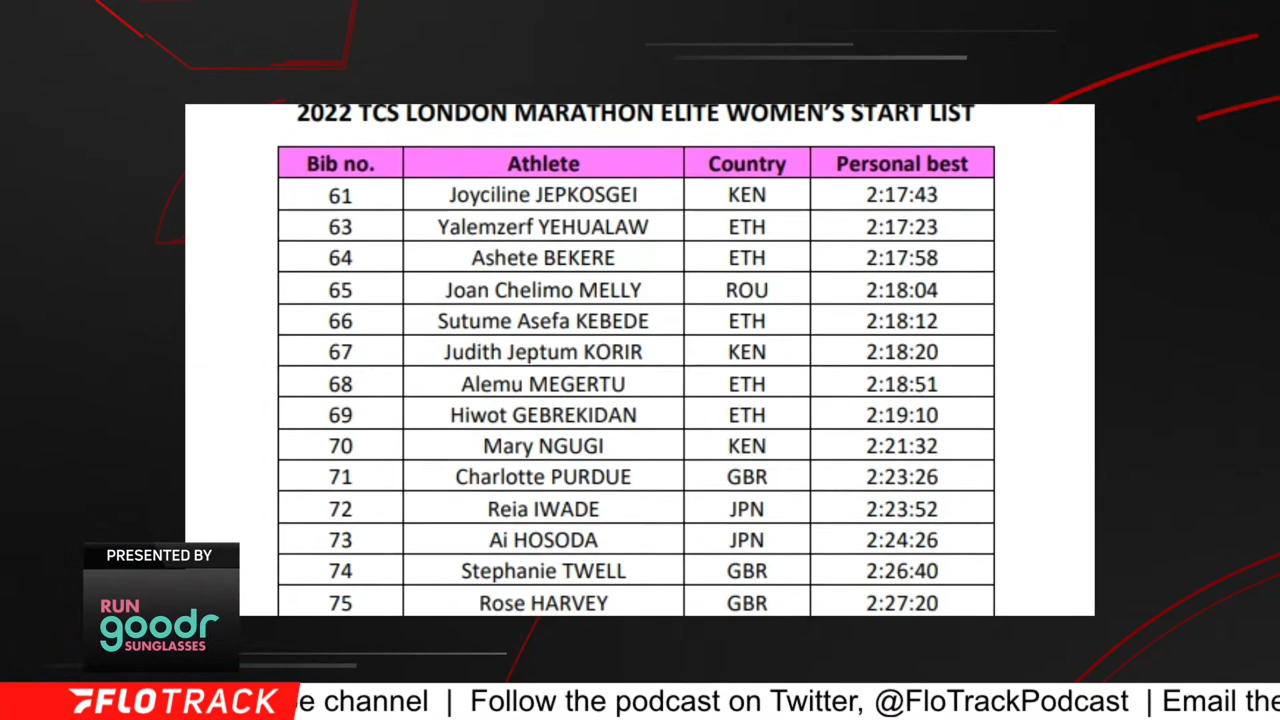 2022 TCS LONDON MARATHON ELITE WOMEN'S START LIST
Bib no. Athlete Country Personal best
61 Joyciline JEPKOSGEI KEN 2:17:43
63 Yalemzerf YEHUALAW ETH 2:17:23
64 Ashete BEKERE ETH 2:17:58
65 Joan Chelimo MELLY ROU 2:18:04
66 Sutume Asefa KEBEDE ETH 2:18:12
67 Judith Jeptum KORIR KEN 2:18:20
68 Alemu MEGERTU ETH 2:18:51
69 Hiwot GEBREKIDAN ETH 2:19:10
70 Mary NGUGI KEN 2:21:32
71 Charlotte PURDUE GBR 2:23:26
72 Reia IWADE JPN 2:23:52
73 Ai HOSODA JPN 2:24:26
74 Stephanie TWELL GBR 2:26:40
75 Rose HARVEY GBR 2:27:20
PRESENTED BY
RUN
goodr
SUNGLASSES
FLOTRACK
e channel | Follow the podcast on Twitter, @FloTrackPodcast | Email the